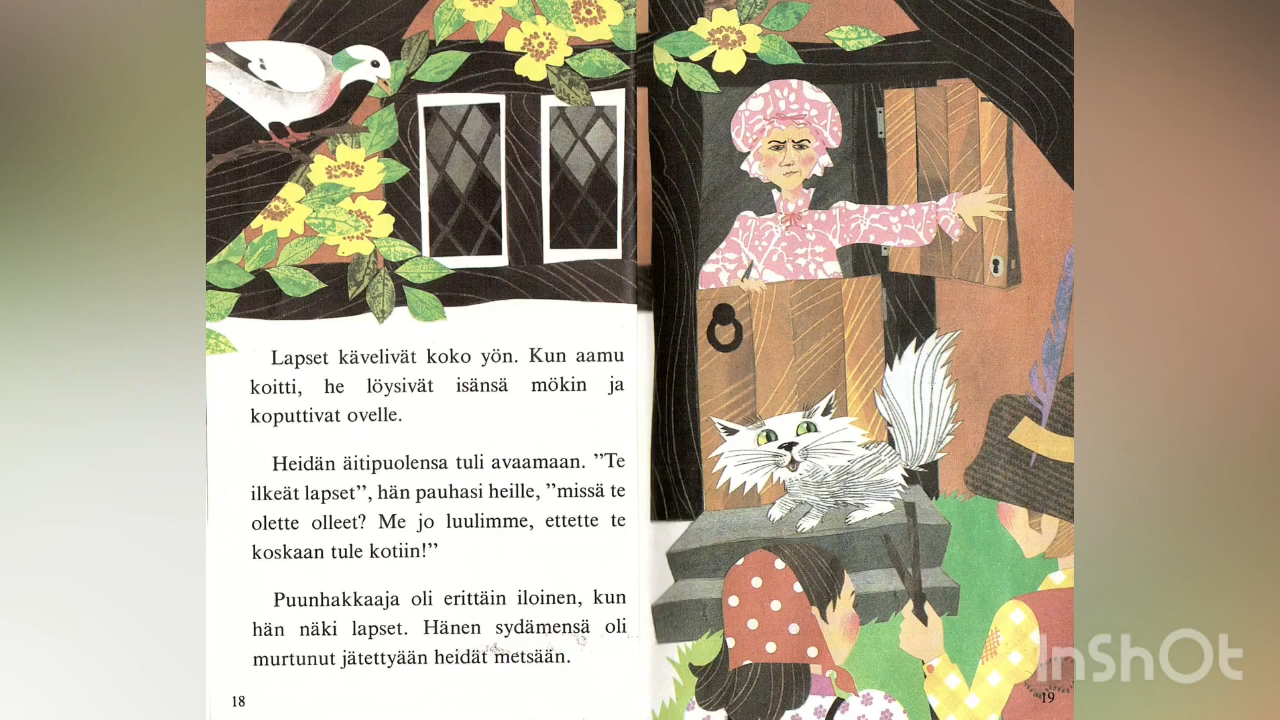 Lapset kävelivät koko yön. Kun aamu
koitti, he löysivät isänsä mökin ja
koputtivat ovelle.
Heidän äitipuolensa tuli avaamaan. ”Te
ilkeät lapset”, hän pauhasi heille, ”missä te
olette olleet? Me jo luulimme, ettette te
koskaan tule kotiin!”
Puunhakkaaja oli erittäin iloinen, kun
hän näki lapset. Hänen sydämensä oli
murtunut jätettyään heidät metsään.
18
19
InShOt